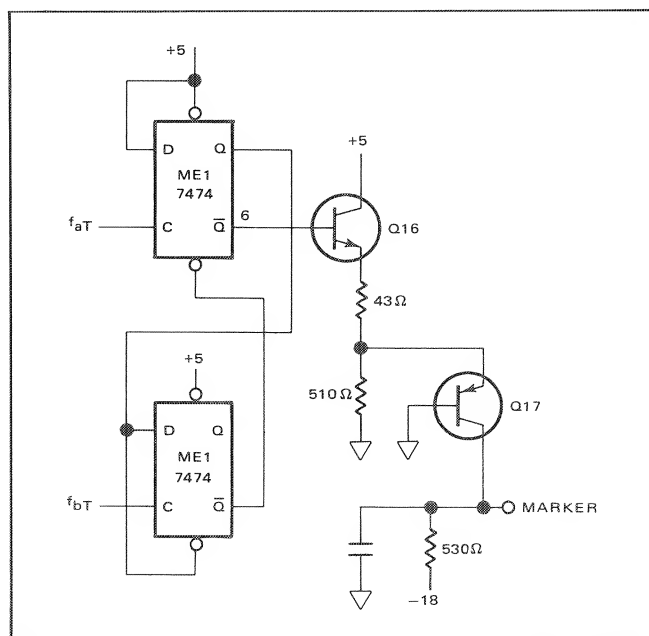 +5
D
Q
ME1
7474
f_aT
C
Q̅
6
+5
Q16
43Ω
510Ω
Q17
+5
D
Q
ME1
7474
f_bT
C
Q̅
MARKER
530Ω
-18